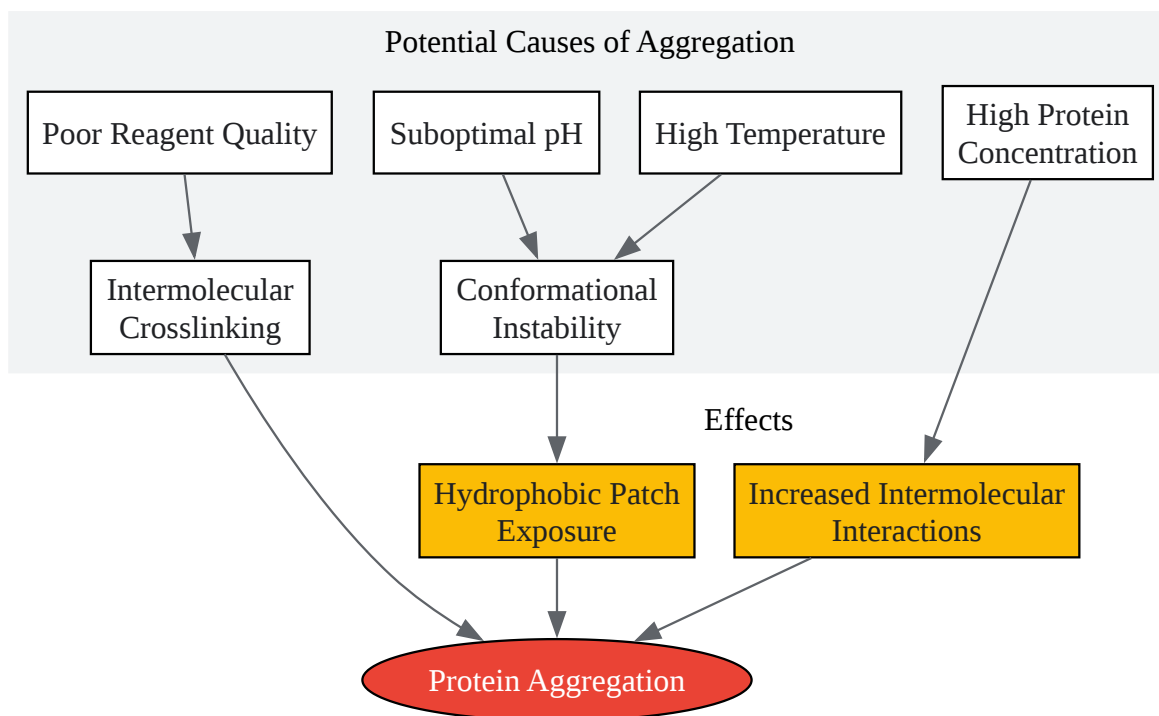 Potential Causes of Aggregation
Poor Reagent Quality
Suboptimal pH
High Temperature
High Protein
Concentration
Intermolecular
Crosslinking
Conformational
Instability
Effects
Hydrophobic Patch
Exposure
Increased Intermolecular
Interactions
Protein Aggregation